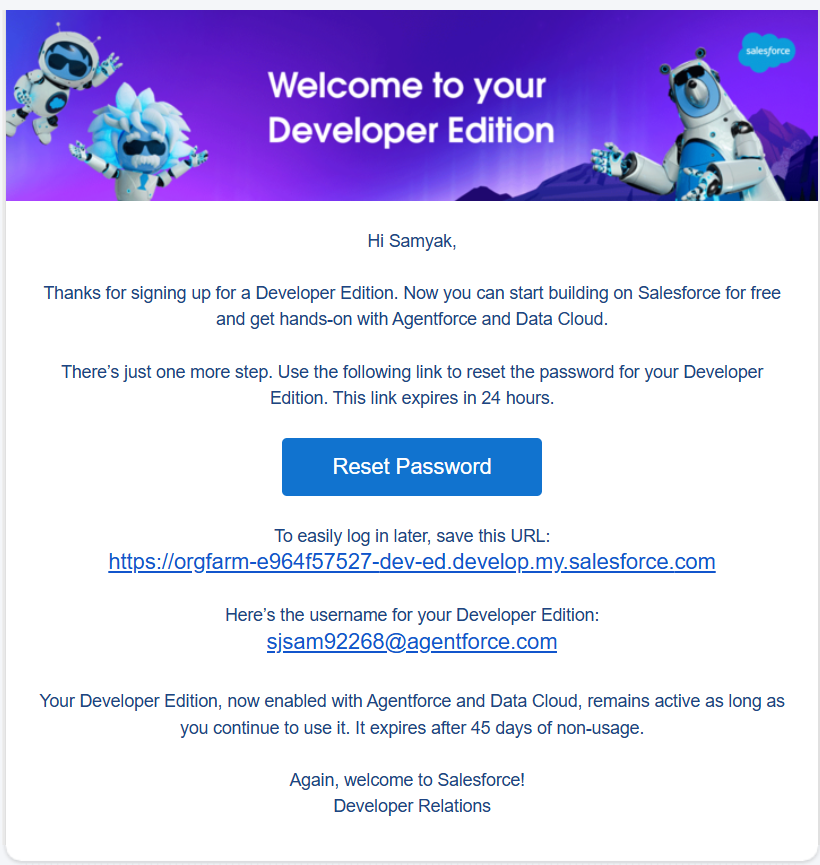 salesforce
Welcome to your
Developer Edition
Hi Samyak,
Thanks for signing up for a Developer Edition. Now you can start building on Salesforce for free
and get hands-on with Agentforce and Data Cloud.
There’s just one more step. Use the following link to reset the password for your Developer
Edition. This link expires in 24 hours.
Reset Password
To easily log in later, save this URL:
https://orgfarm-e964f57527-dev-ed.develop.my.salesforce.com
Here’s the username for your Developer Edition:
sjsam92268@agentforce.com
Your Developer Edition, now enabled with Agentforce and Data Cloud, remains active as long as
you continue to use it. It expires after 45 days of non-usage.
Again, welcome to Salesforce!
Developer Relations